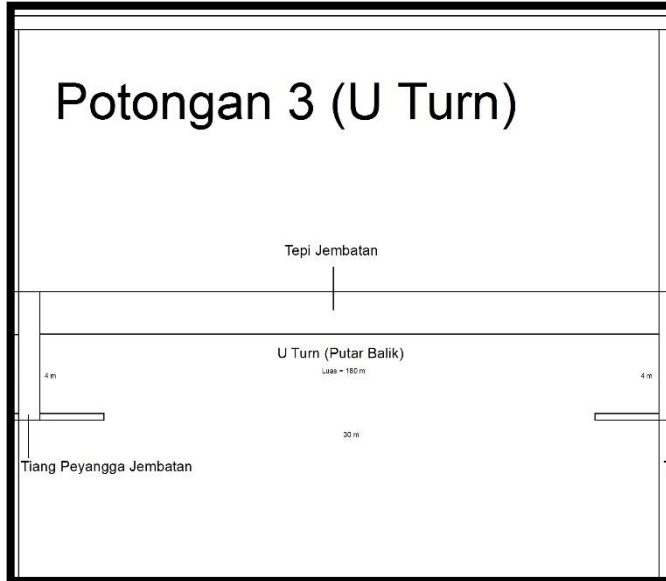 Potongan 3 (U Turn)
Tepi Jembatan
U Turn (Putar Balik)
Luas = 180 m
4 m
4 m
30 m
Tiang Peyangga Jembatan